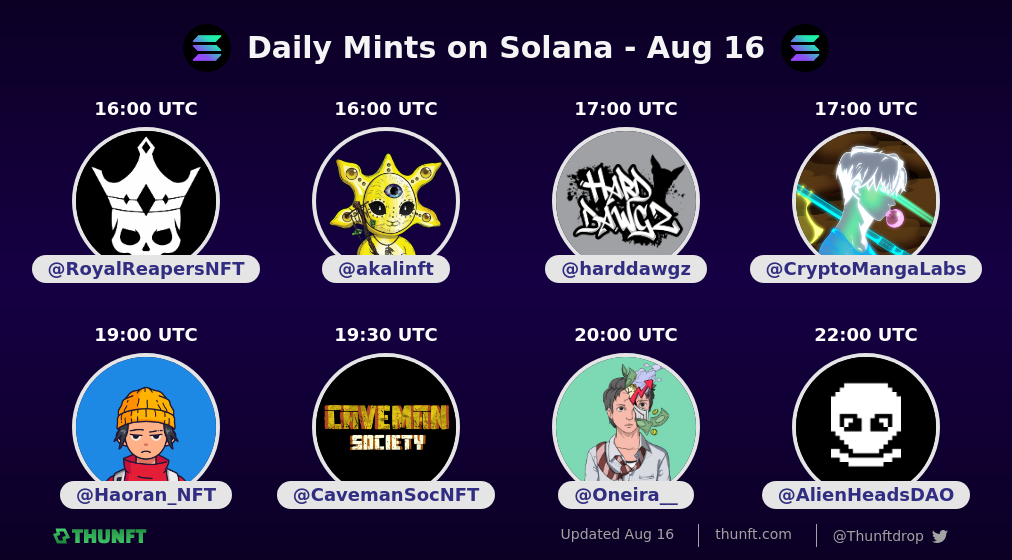 Daily Mints on Solana - Aug 16
16:00 UTC
16:00 UTC
17:00 UTC
17:00 UTC
HARD
DAWGZ
@RoyalReapersNFT
@akalinft
@harddawgz
@CryptoMangaLabs
19:00 UTC
19:30 UTC
20:00 UTC
22:00 UTC
CAVEMAN
SOCIETY
@Haoran_NFT
@CavemanSocNFT
@Oneira__
@AlienHeadsDAO
THUNFT
Updated Aug 16
thunft.com
@Thunftdrop